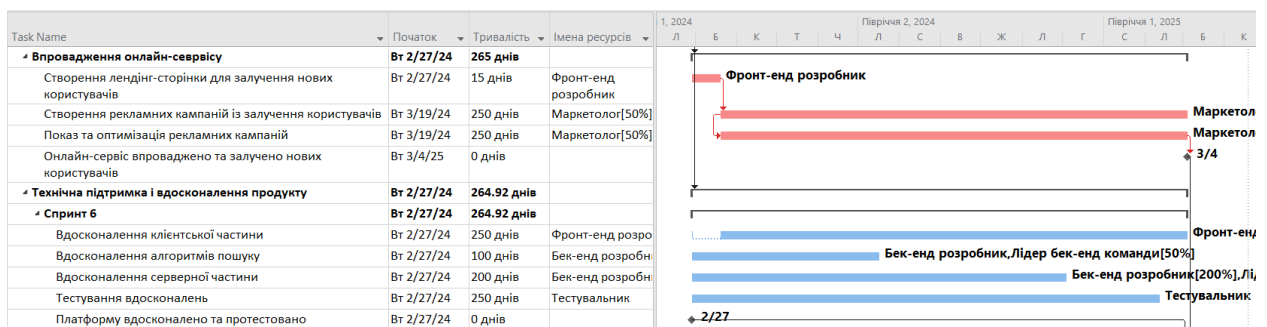 1, 2024 Півріччя 2, 2024 Півріччя 1, 2025
Task Name Початок Тривалість Імена ресурсів Л Б К Т Ч Л С В Ж Л Г С Л Б К
Впровадження онлайн-севрвісу Вт 2/27/24 265 днів
Створення лендінг-сторінки для залучення нових Вт 2/27/24 15 днів Фронт-енд Фронт-енд розробник
користувачів розробник
Створення рекламних кампаній із залучення користувачів Вт 3/19/24 250 днів Маркетолог[50%] Маркетол
Показ та оптимізація рекламних кампаній Вт 3/19/24 250 днів Маркетолог[50%] Маркетол
Онлайн-сервіс впроваджено та залучено нових Вт 3/4/25 0 днів 3/4
користувачів
Технічна підтримка і вдосконалення продукту Вт 2/27/24 264.92 днів
Спринт 6 Вт 2/27/24 264.92 днів
Вдосконалення клієнтської частини Вт 2/27/24 250 днів Фронт-енд розро Фронт-енд
Вдосконалення алгоритмів пошуку Вт 2/27/24 100 днів Бек-енд розробн Бек-енд розробник,Лідер бек-енд команди[50%]
Вдосконалення серверної частини Вт 2/27/24 200 днів Бек-енд розробн Бек-енд розробник[200%],Лі
Тестування вдосконалень Вт 2/27/24 250 днів Тестувальник Тестувальник
Платформу вдосконалено та протестовано Вт 2/27/24 0 днів 2/27